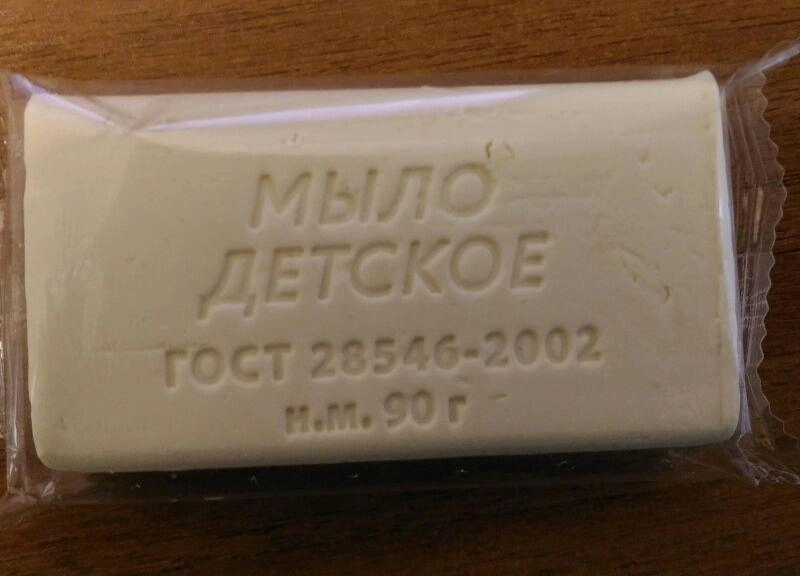 МЫЛО
ДЕТСКОЕ
ГОСТ 28546-2002
н.м. 90 г